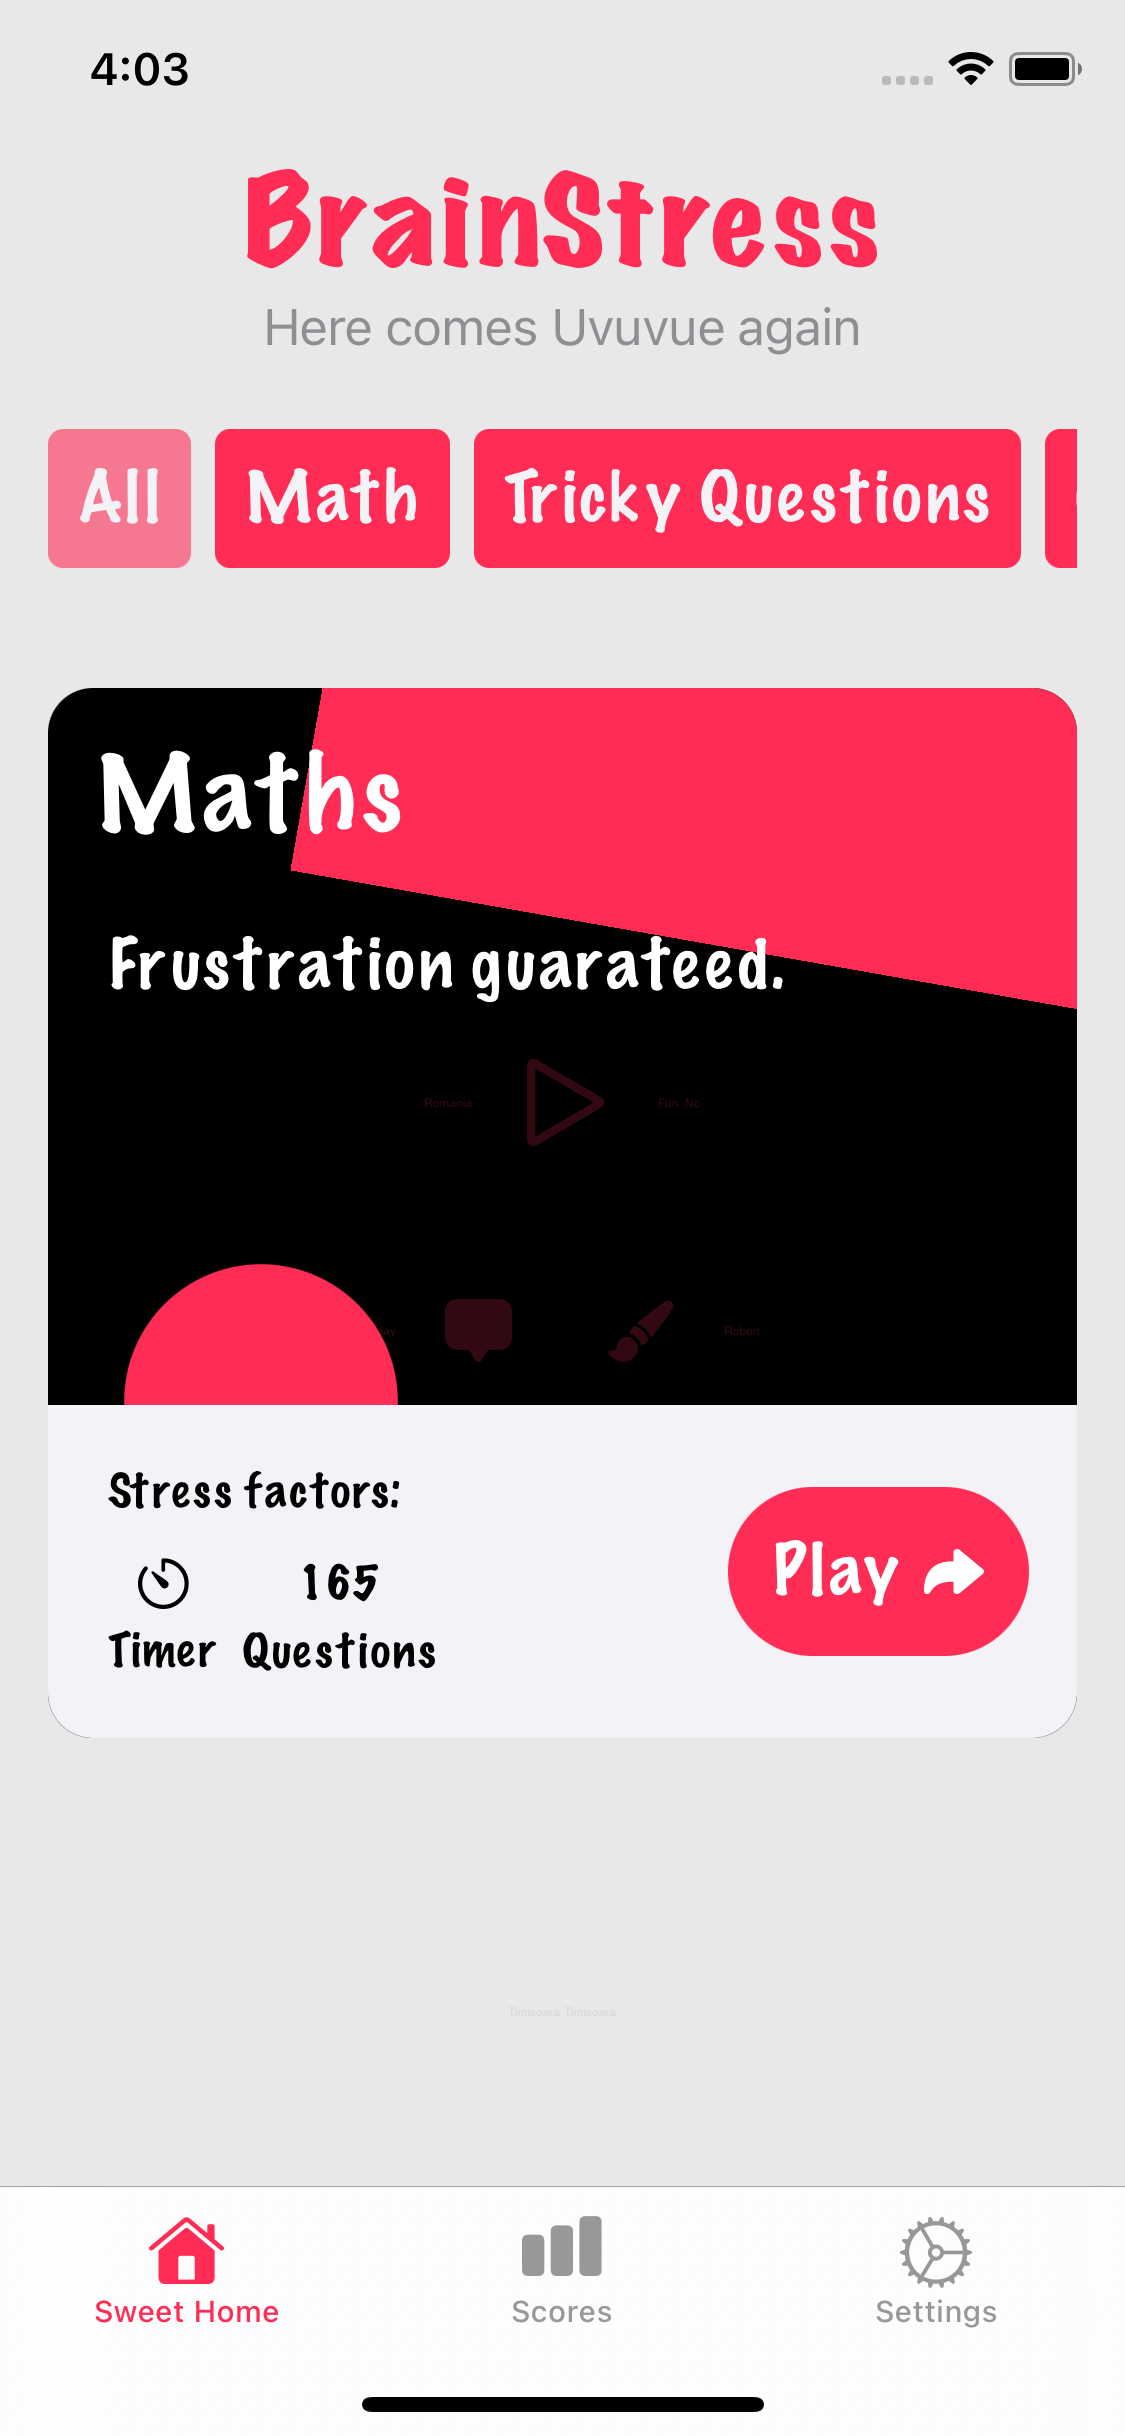 4:03
BrainStress
Here comes Uvuvue again
All Math Tricky Questions
Maths
Frustration guarateed.
Romania Fun No
Robert
Stress factors:
165
Timer Questions
Play
Timisoara Timisoara
Sweet Home Scores Settings